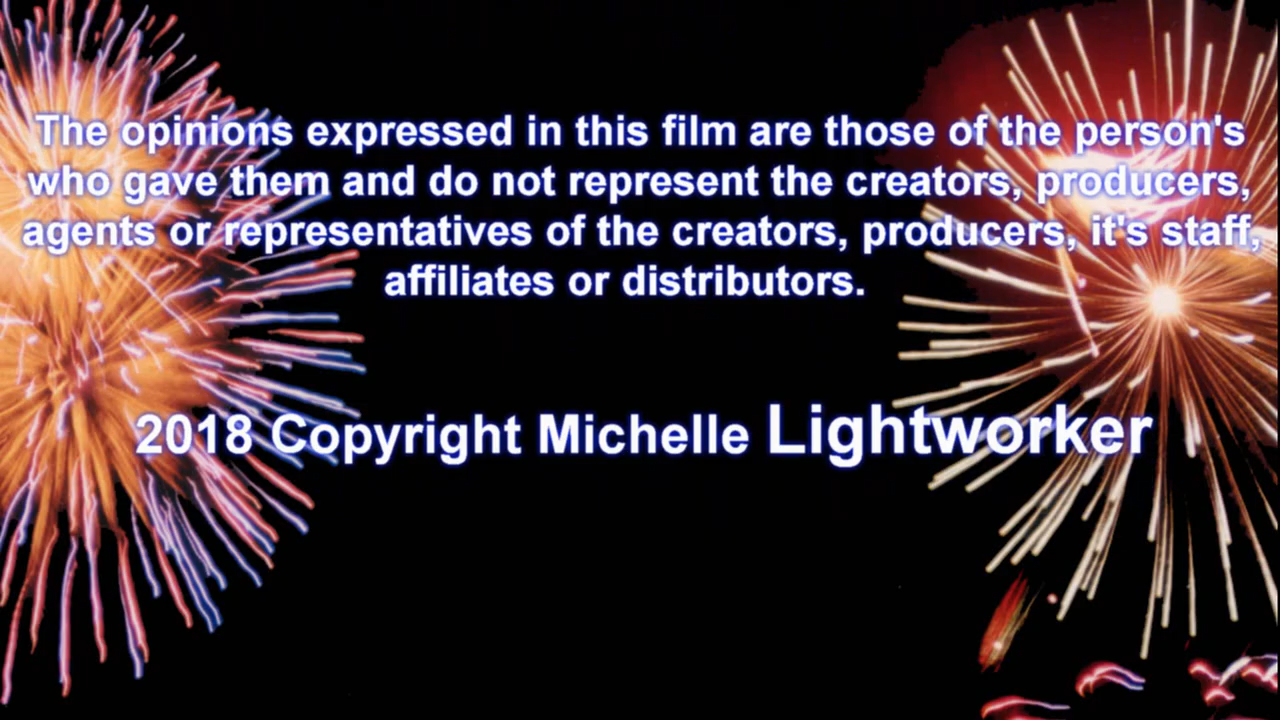 The opinions expressed in this film are those of the person's
who gave them and do not represent the creators, producers,
agents or representatives of the creators, producers, it's staff,
affiliates or distributors.
2018 Copyright Michelle Lightworker